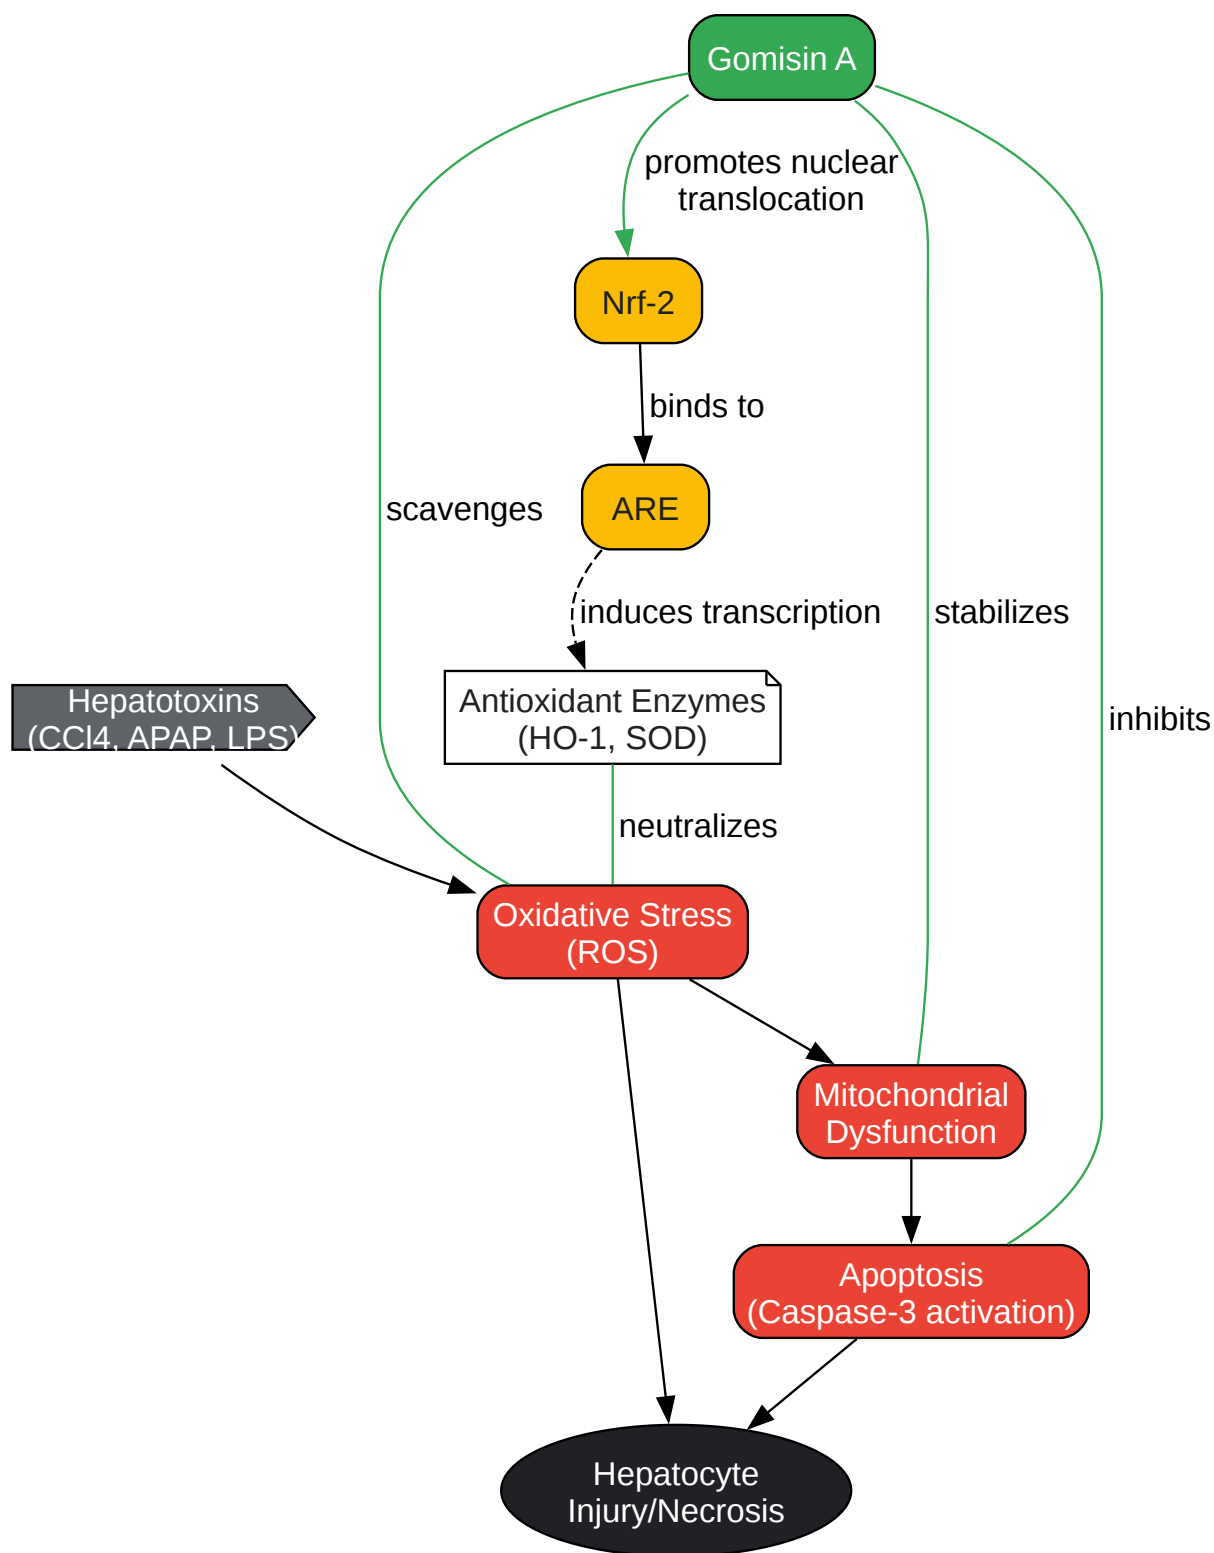 Gomisin A
promotes nuclear
translocation
Nrf-2
binds to
ARE
scavenges
induces transcription
stabilizes
Hepatotoxins
(CCl4, APAP, LPS)
Antioxidant Enzymes
(HO-1, SOD)
inhibits
neutralizes
Oxidative Stress
(ROS)
Mitochondrial
Dysfunction
Apoptosis
(Caspase-3 activation)
Hepatocyte
Injury/Necrosis